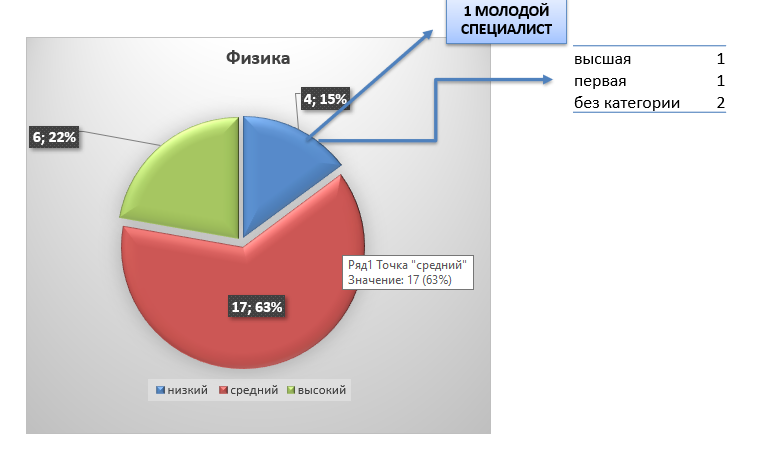 1 МОЛОДОЙ
СПЕЦИАЛИСТ
Физика
высшая 1
первая 1
без категории 2
4; 15%
6; 22%
Ряд1 Точка "средний"
Значение: 17 (63%)
17; 63%
низкий средний высокий